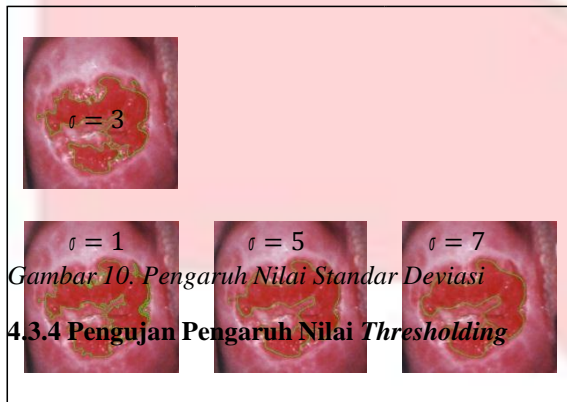 σ = 3
σ = 1
σ = 5
σ = 7
Gambar 10. Pengaruh Nilai Standar Deviasi
4.3.4 Pengujan Pengaruh Nilai Thresholding